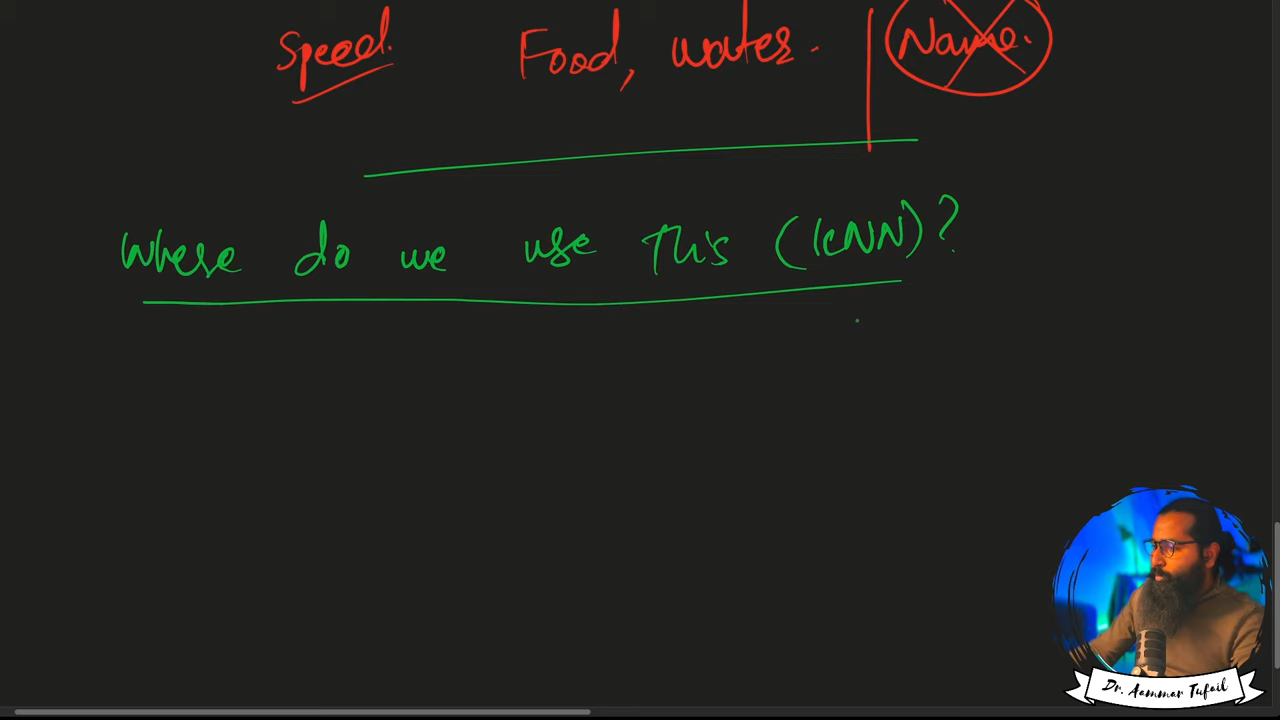 Speed. Food, water. Name.
Where do we use this (KNN)?
Dr. Aammar Tufail